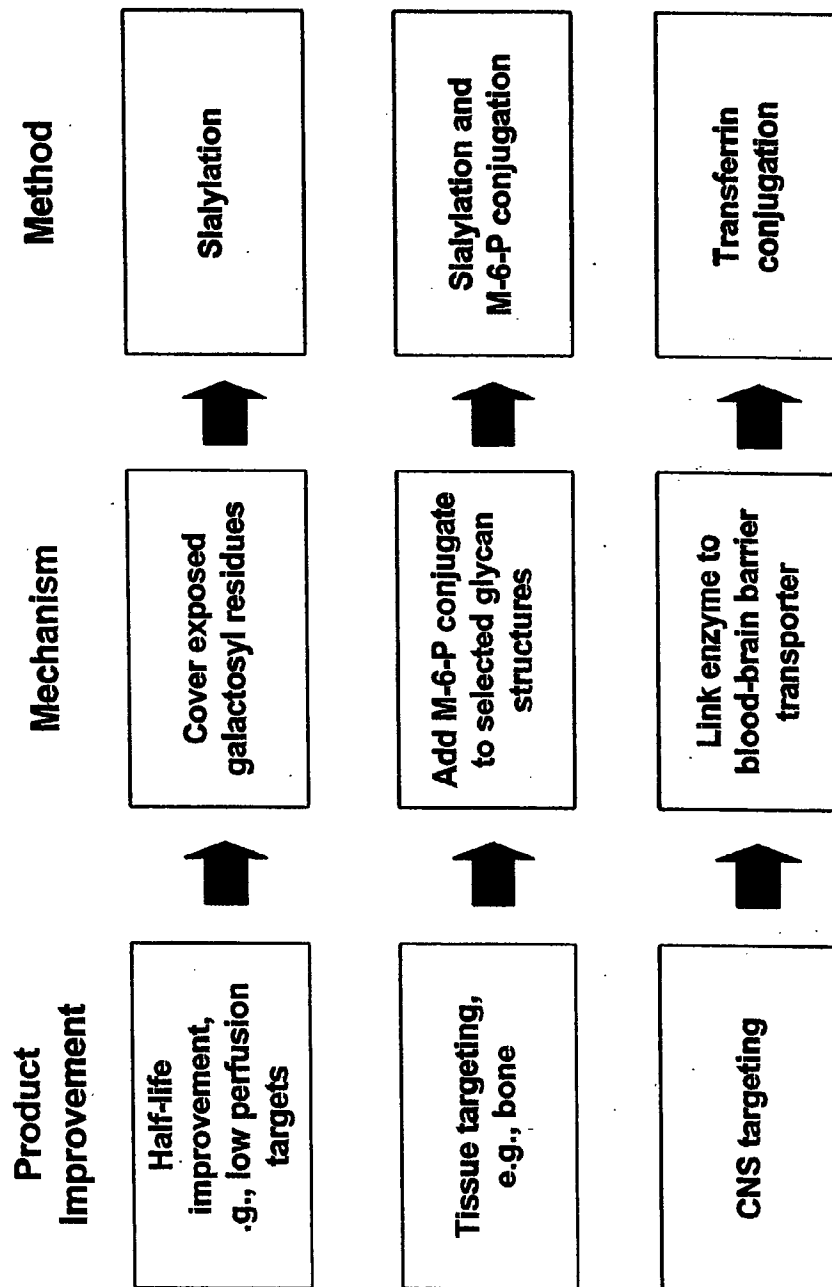 Product
Improvement
Mechanism
Method
Half-life
improvement,
.g., low perfusion
targets
Cover exposed
galactosyl residues
Sialylation
Tissue targeting,
e.g., bone
Add M-6-P conjugate
to selected glycan
structures
Sialylation and
M-6-P conjugation
CNS targeting
Link enzyme to
blood-brain barrier
transporter
Transferrin
conjugation